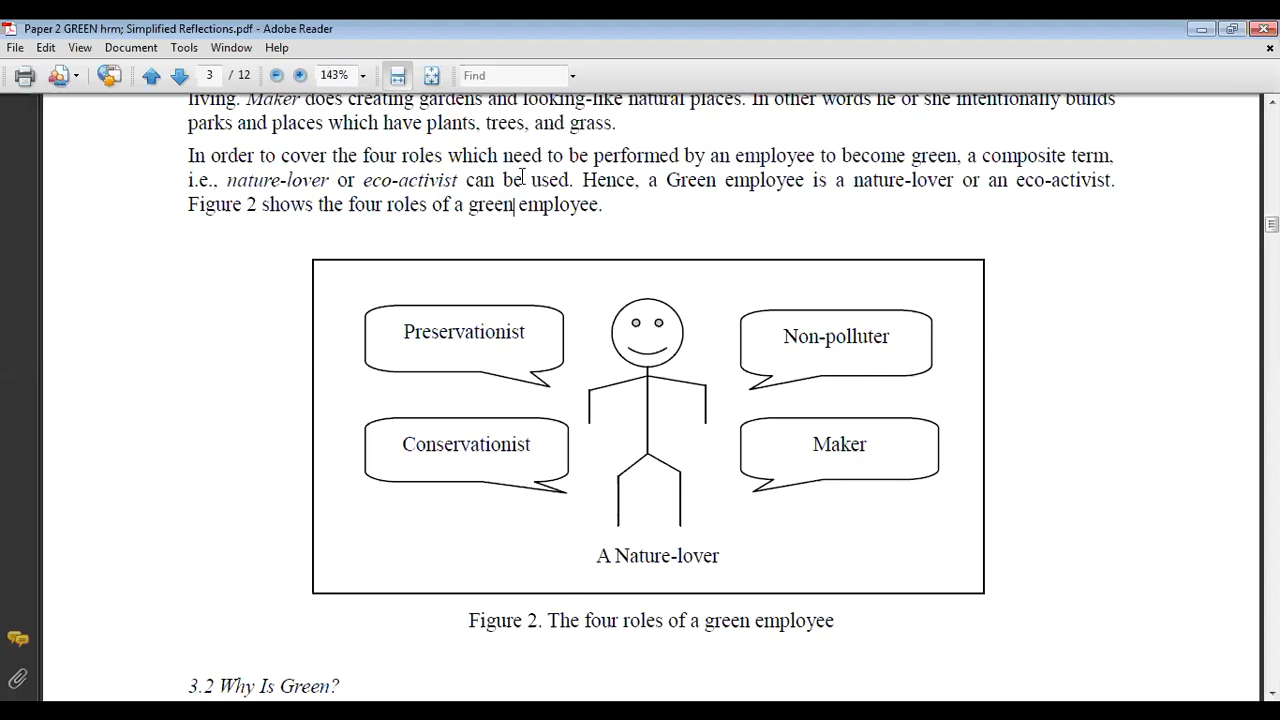 Paper 2 GREEN hrm; Simplified Reflections.pdf - Adobe Reader
File Edit View Document Tools Window Help
3 / 12 143% Find
living. Maker does creating gardens and looking-like natural places. In other words he or she intentionally builds
parks and places which have plants, trees, and grass.
In order to cover the four roles which need to be performed by an employee to become green, a composite term,
i.e., nature-lover or eco-activist can be used. Hence, a Green employee is a nature-lover or an eco-activist.
Figure 2 shows the four roles of a green employee.
Preservationist
Non-polluter
Conservationist
Maker
A Nature-lover
Figure 2. The four roles of a green employee
3.2 Why Is Green?